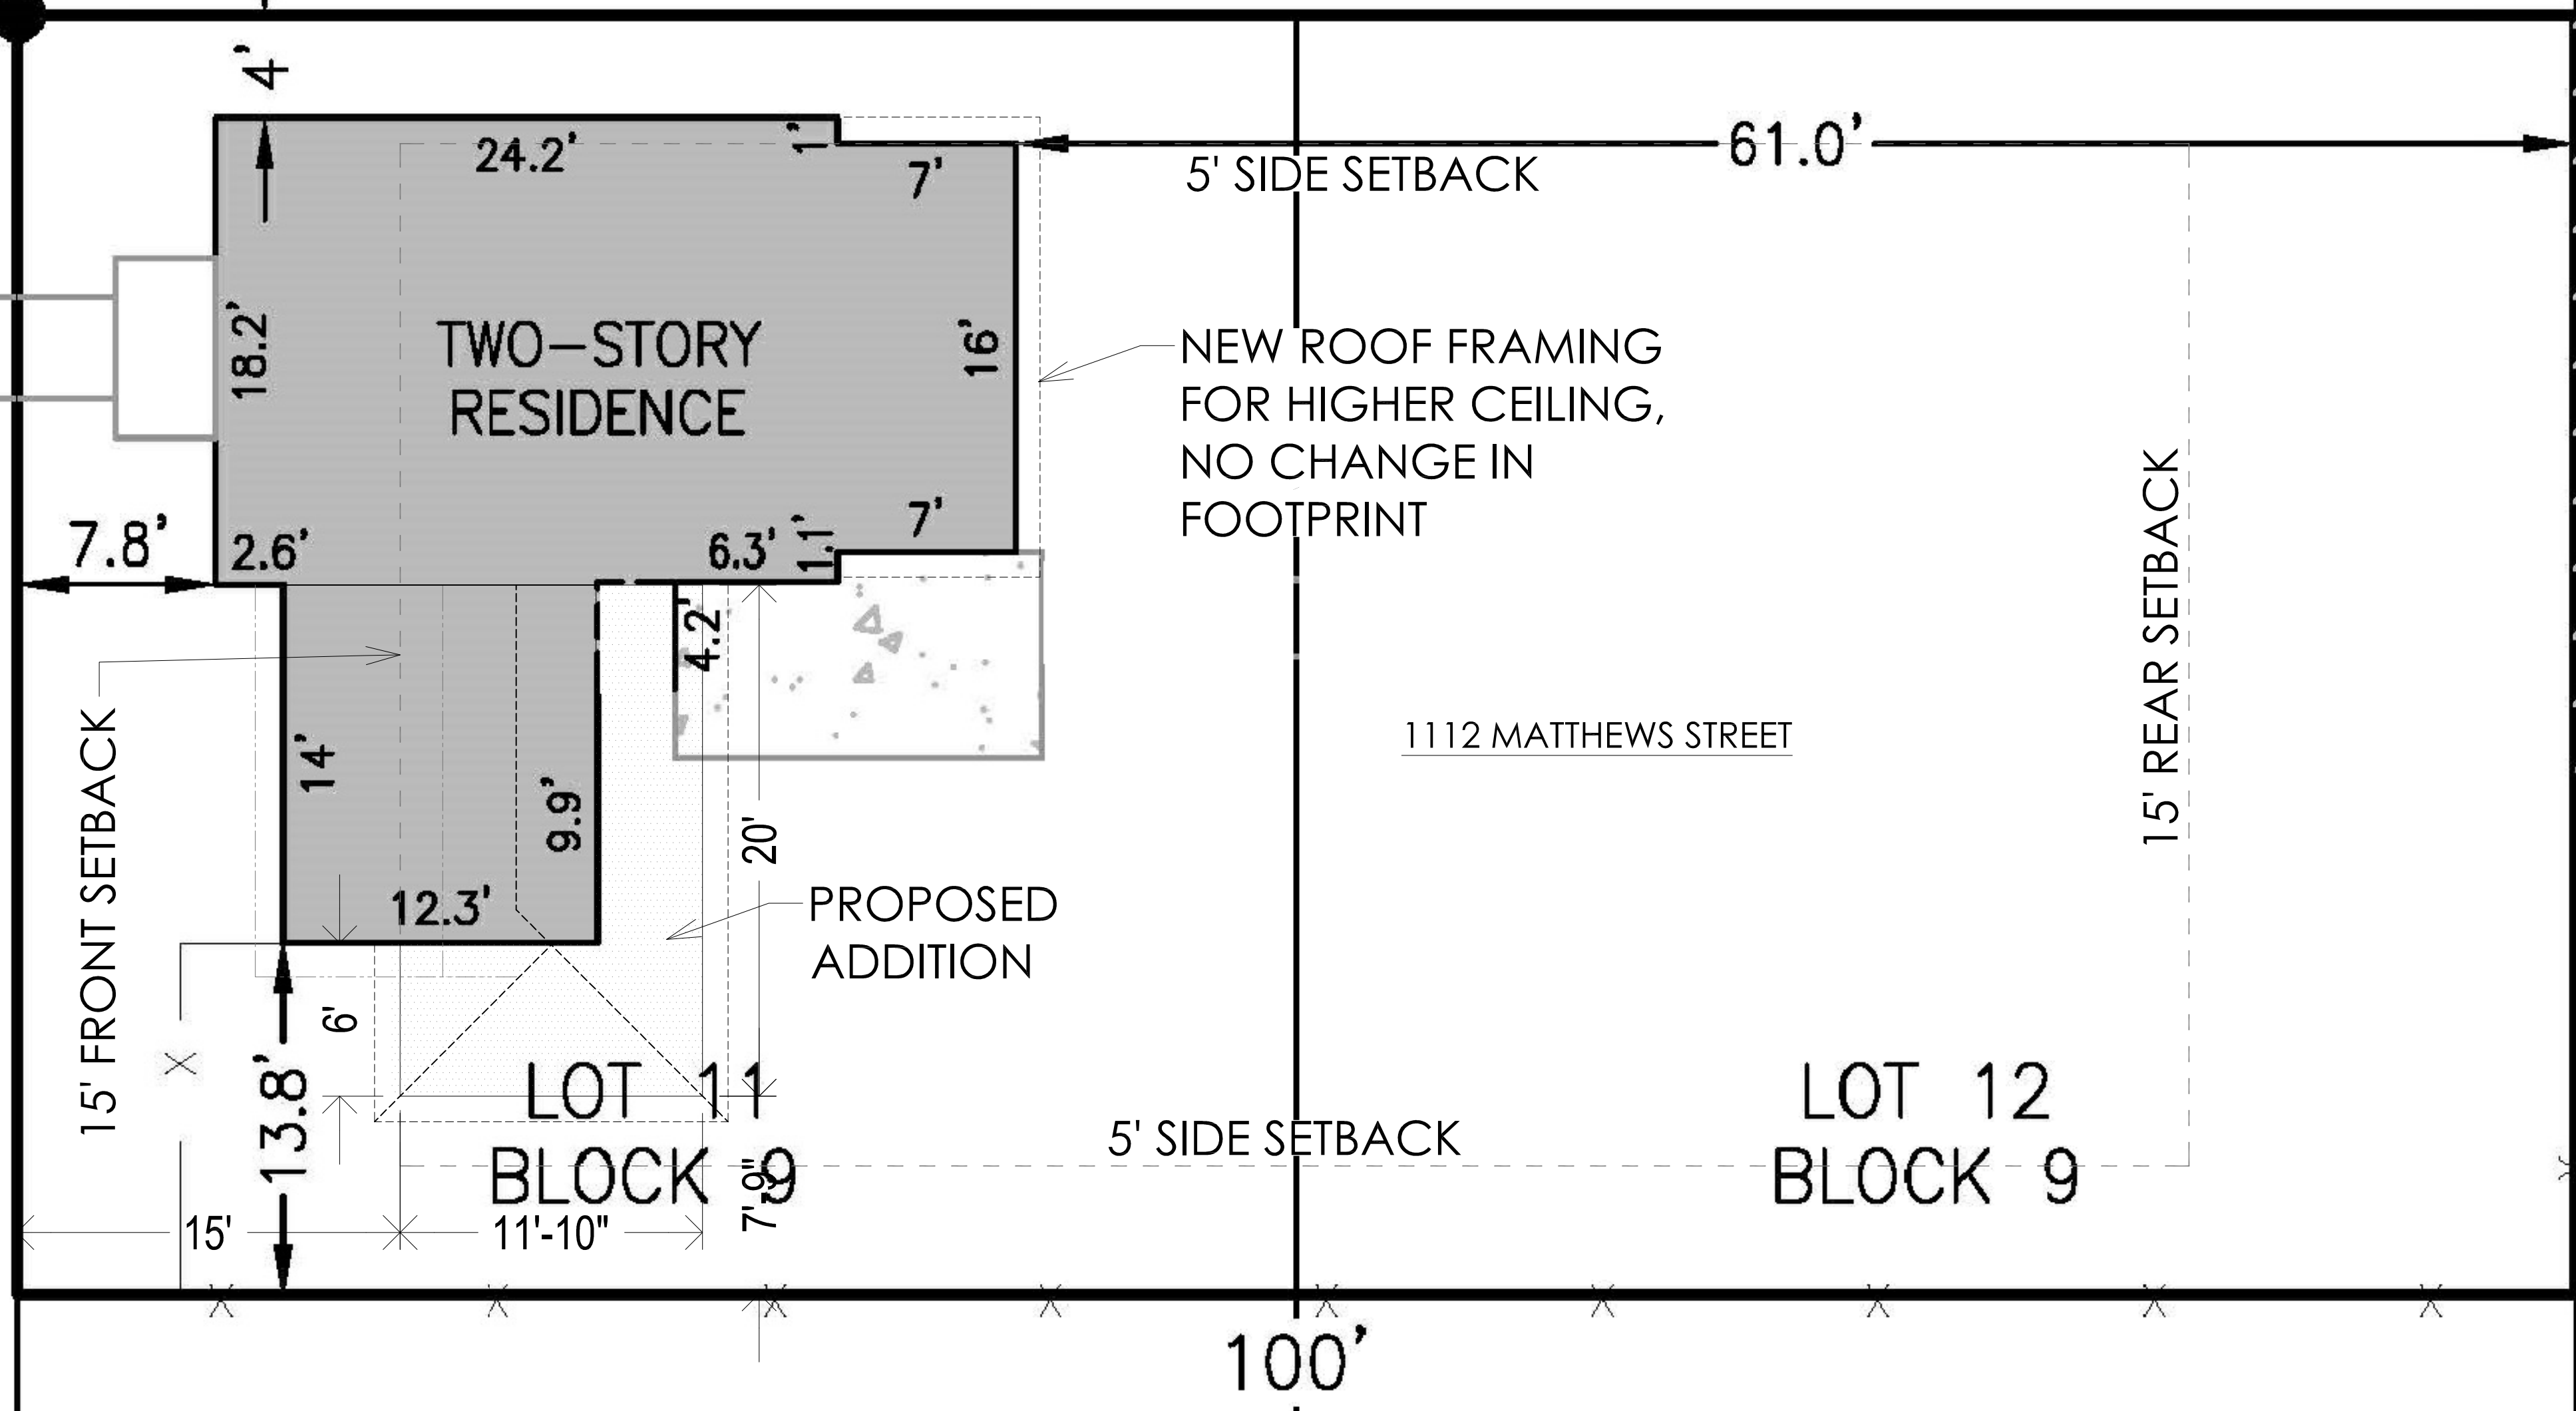 4'
24.2'
1'
7'
61.0'
5' SIDE SETBACK
TWO-STORY
RESIDENCE
18.2'
16'
NEW ROOF FRAMING
FOR HIGHER CEILING,
NO CHANGE IN
FOOTPRINT
7.8'
2.6'
6.3'
1.1'
7'
4.2'
15' REAR SETBACK
15' FRONT SETBACK
14'
9.9'
20'
1112 MATTHEWS STREET
12.3'
PROPOSED
ADDITION
X
6'
13.8'
LOT 11
BLOCK 9
5' SIDE SETBACK
LOT 12
BLOCK 9
7'-9"
15'
11'-10"
X X X X X X X X X
100'